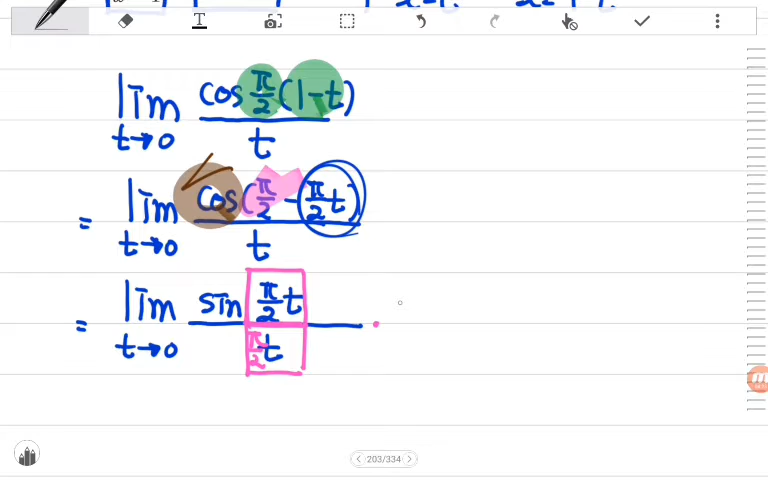 lim cos π/2 (1-t)
t→0 t
= lim cos(π/2 - π/2 t)
t→0 t
= lim sin π/2 t ·
t→0 π/2 t
203/334